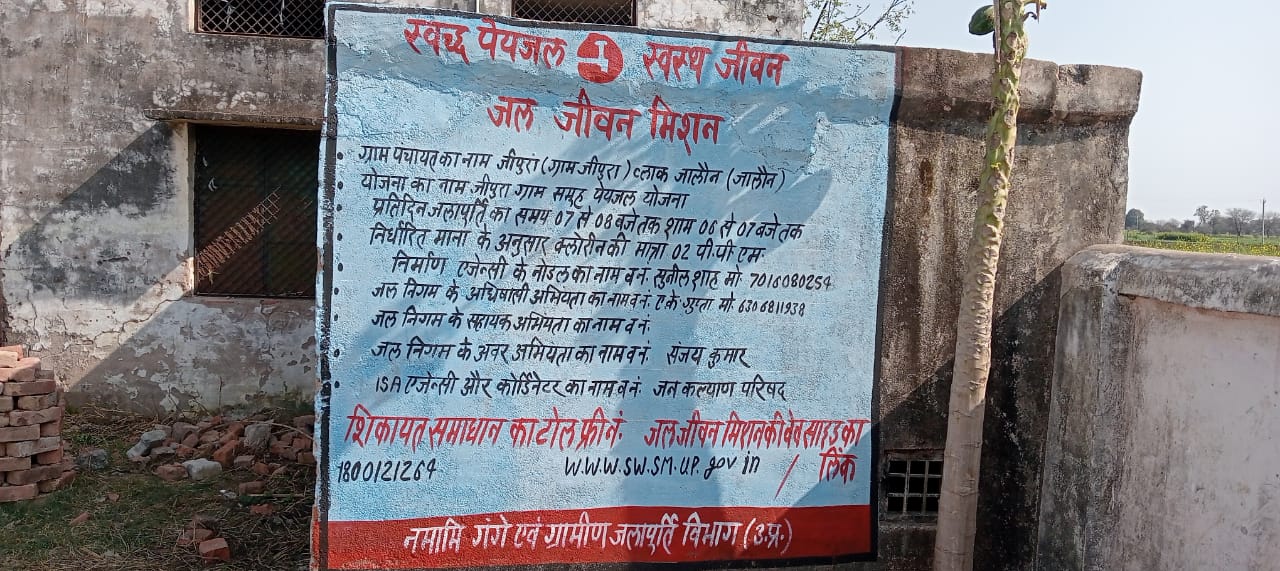 स्वच्छ पेयजल स्वस्थ जीवन
जल जीवन मिशन
ग्राम पंचायत का नाम जीपुरा (ग्राम जीपुरा) ब्लाक जालौन (जालौन)
योजना का नाम जीपुरा ग्राम समूह पेयजल योजना
प्रतिदिन जलापूर्ति का समय 07 से 08 बजे तक शाम 06 से 07 बजे तक
निर्धारित माना के अनुसार क्लोरीन की मात्रा 02 पी.पी एम.
निर्माण एजेन्सी के नोडल का नाम व नं. सुनील शाह मो 7016080254
जल निगम के अधिषाली अभियंता का नाम व नं. ए.के गुप्ता मो 6306811938
जल निगम के सहायक अभियंता का नाम व नं.
जल निगम के अवर अभियंता का नाम व नं. संजय कुमार
ISA एजेन्सी और कोर्डिनेटर का नाम व नं. जन कल्याण परिषद
शिकायत समाधान का टोल फ्री नं. जल जीवन मिशन की वेब साइड का
1800121264 W.W.W.SW.SM.UP.gov in / लिंक
नमामि गंगे एवं ग्रामीण जलापूर्ति विभाग (उ.प्र.)